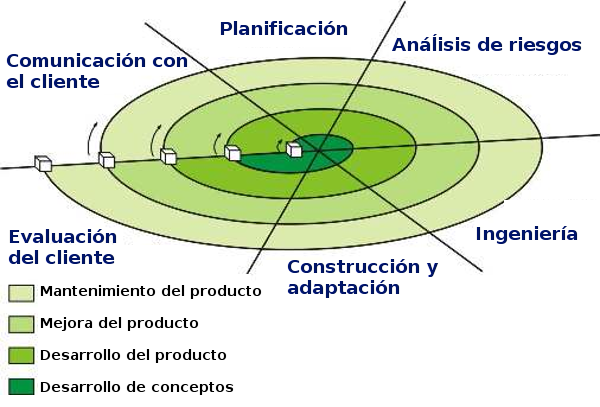 Planificación
Análisis de riesgos
Comunicación con
el cliente
Evaluación
del cliente
Ingeniería
Construcción y
adaptación
Mantenimiento del producto
Mejora del producto
Desarrollo del producto
Desarrollo de conceptos